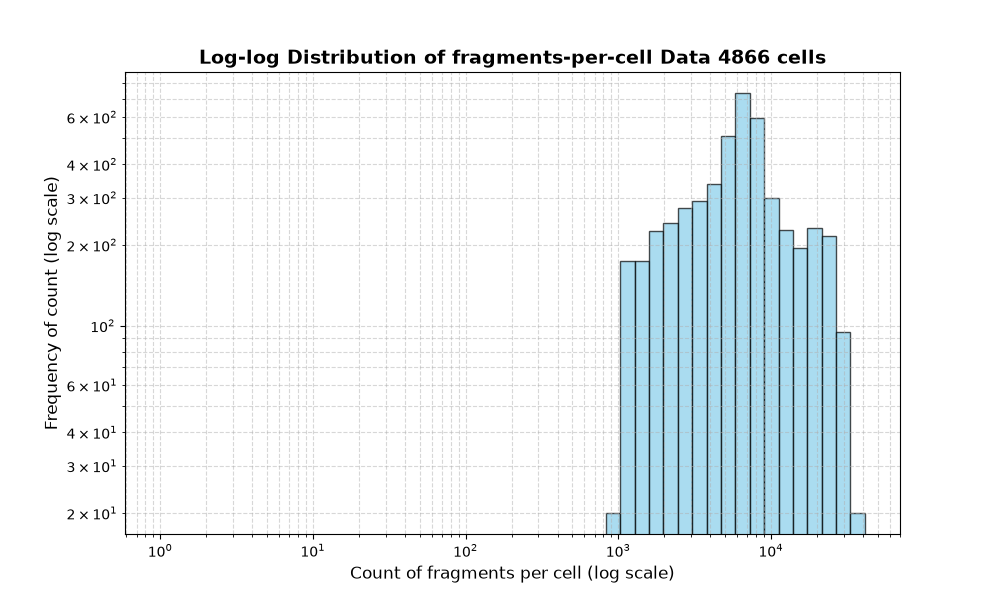 Log-log Distribution of fragments-per-cell Data 4866 cells
Frequency of count (log scale)
6 × 10²
4 × 10²
3 × 10²
2 × 10²
10²
6 × 10¹
4 × 10¹
3 × 10¹
2 × 10¹
10⁰ 10¹ 10² 10³ 10⁴
Count of fragments per cell (log scale)